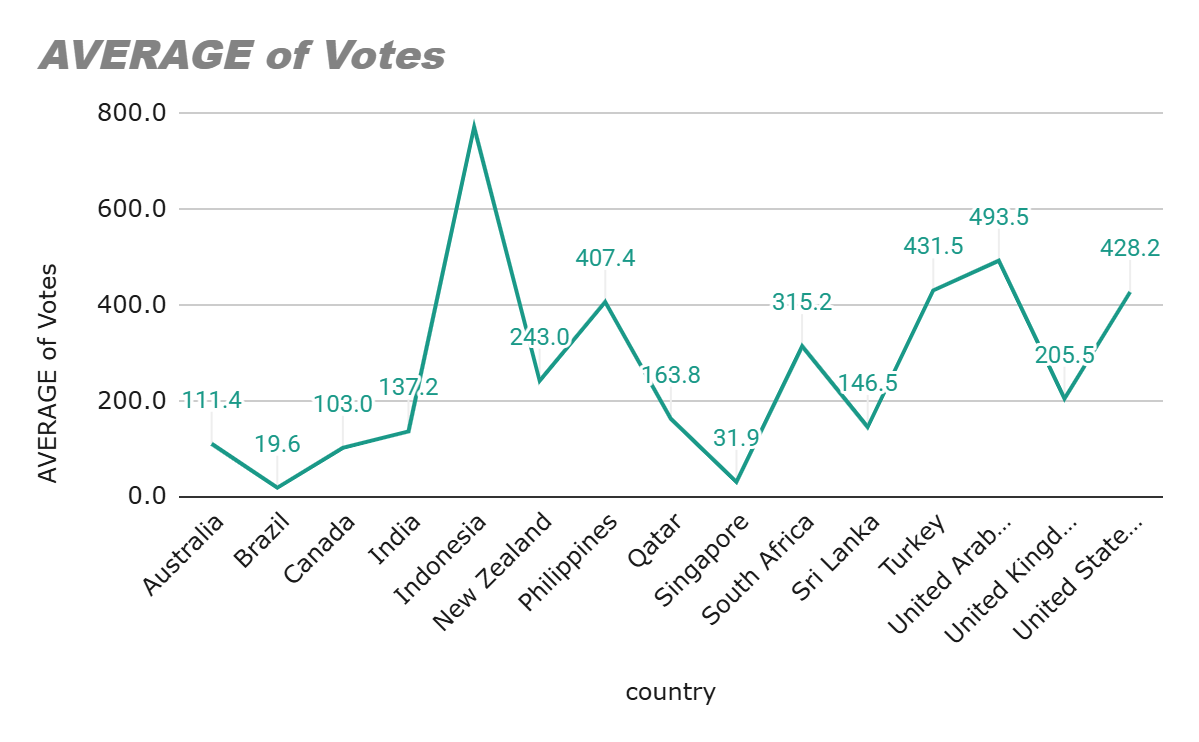 AVERAGE of Votes
800.0
600.0
400.0
200.0
0.0
AVERAGE of Votes
111.4
19.6
103.0
137.2
243.0
407.4
163.8
31.9
315.2
146.5
431.5
493.5
205.5
428.2
Australia
Brazil
Canada
India
Indonesia
New Zealand
Philippines
Qatar
Singapore
South Africa
Sri Lanka
Turkey
United Arab...
United Kingd...
United State...
country